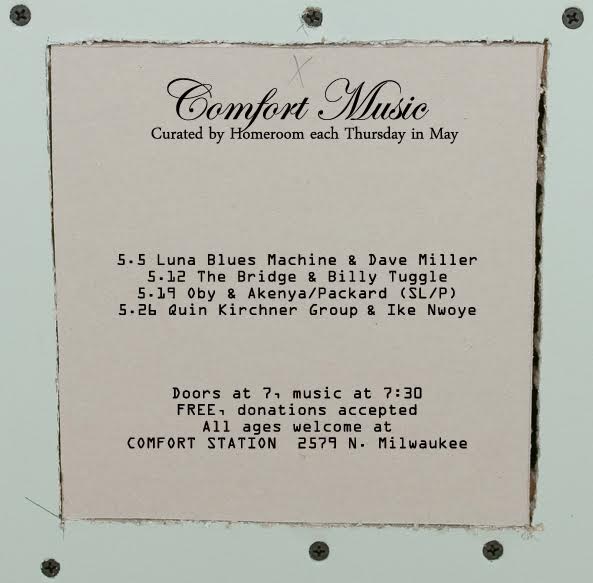 Comfort Music
Curated by Homeroom each Thursday in May
5.5 Luna Blues Machine & Dave Miller
5.12 The Bridge & Billy Tuggle
5.19 Oby & Akenya/Packard (SL/P)
5.26 Quin Kirchner Group & Ike Nwoye
Doors at 7, music at 7:30
FREE, donations accepted
All ages welcome at
COMFORT STATION 2579 N. Milwaukee